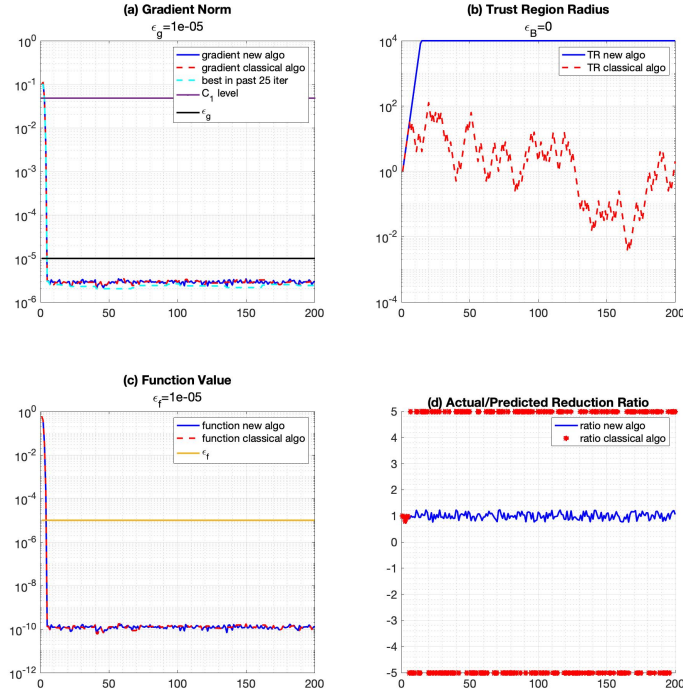 (a) Gradient Norm
ϵ_g=1e-05
10^0
10^-1
10^-2
10^-3
10^-4
10^-5
10^-6
0
50
100
150
200
gradient new algo
gradient classical algo
best in past 25 iter
C_1 level
ϵ_g
(b) Trust Region Radius
ϵ_B=0
10^4
10^2
10^0
10^-2
10^-4
0
50
100
150
200
TR new algo
TR classical algo
(c) Function Value
ϵ_f=1e-05
10^0
10^-2
10^-4
10^-6
10^-8
10^-10
10^-12
0
50
100
150
200
function new algo
function classical algo
ϵ_f
(d) Actual/Predicted Reduction Ratio
5
4
3
2
1
0
-1
-2
-3
-4
-5
0
50
100
150
200
ratio new algo
ratio classical algo